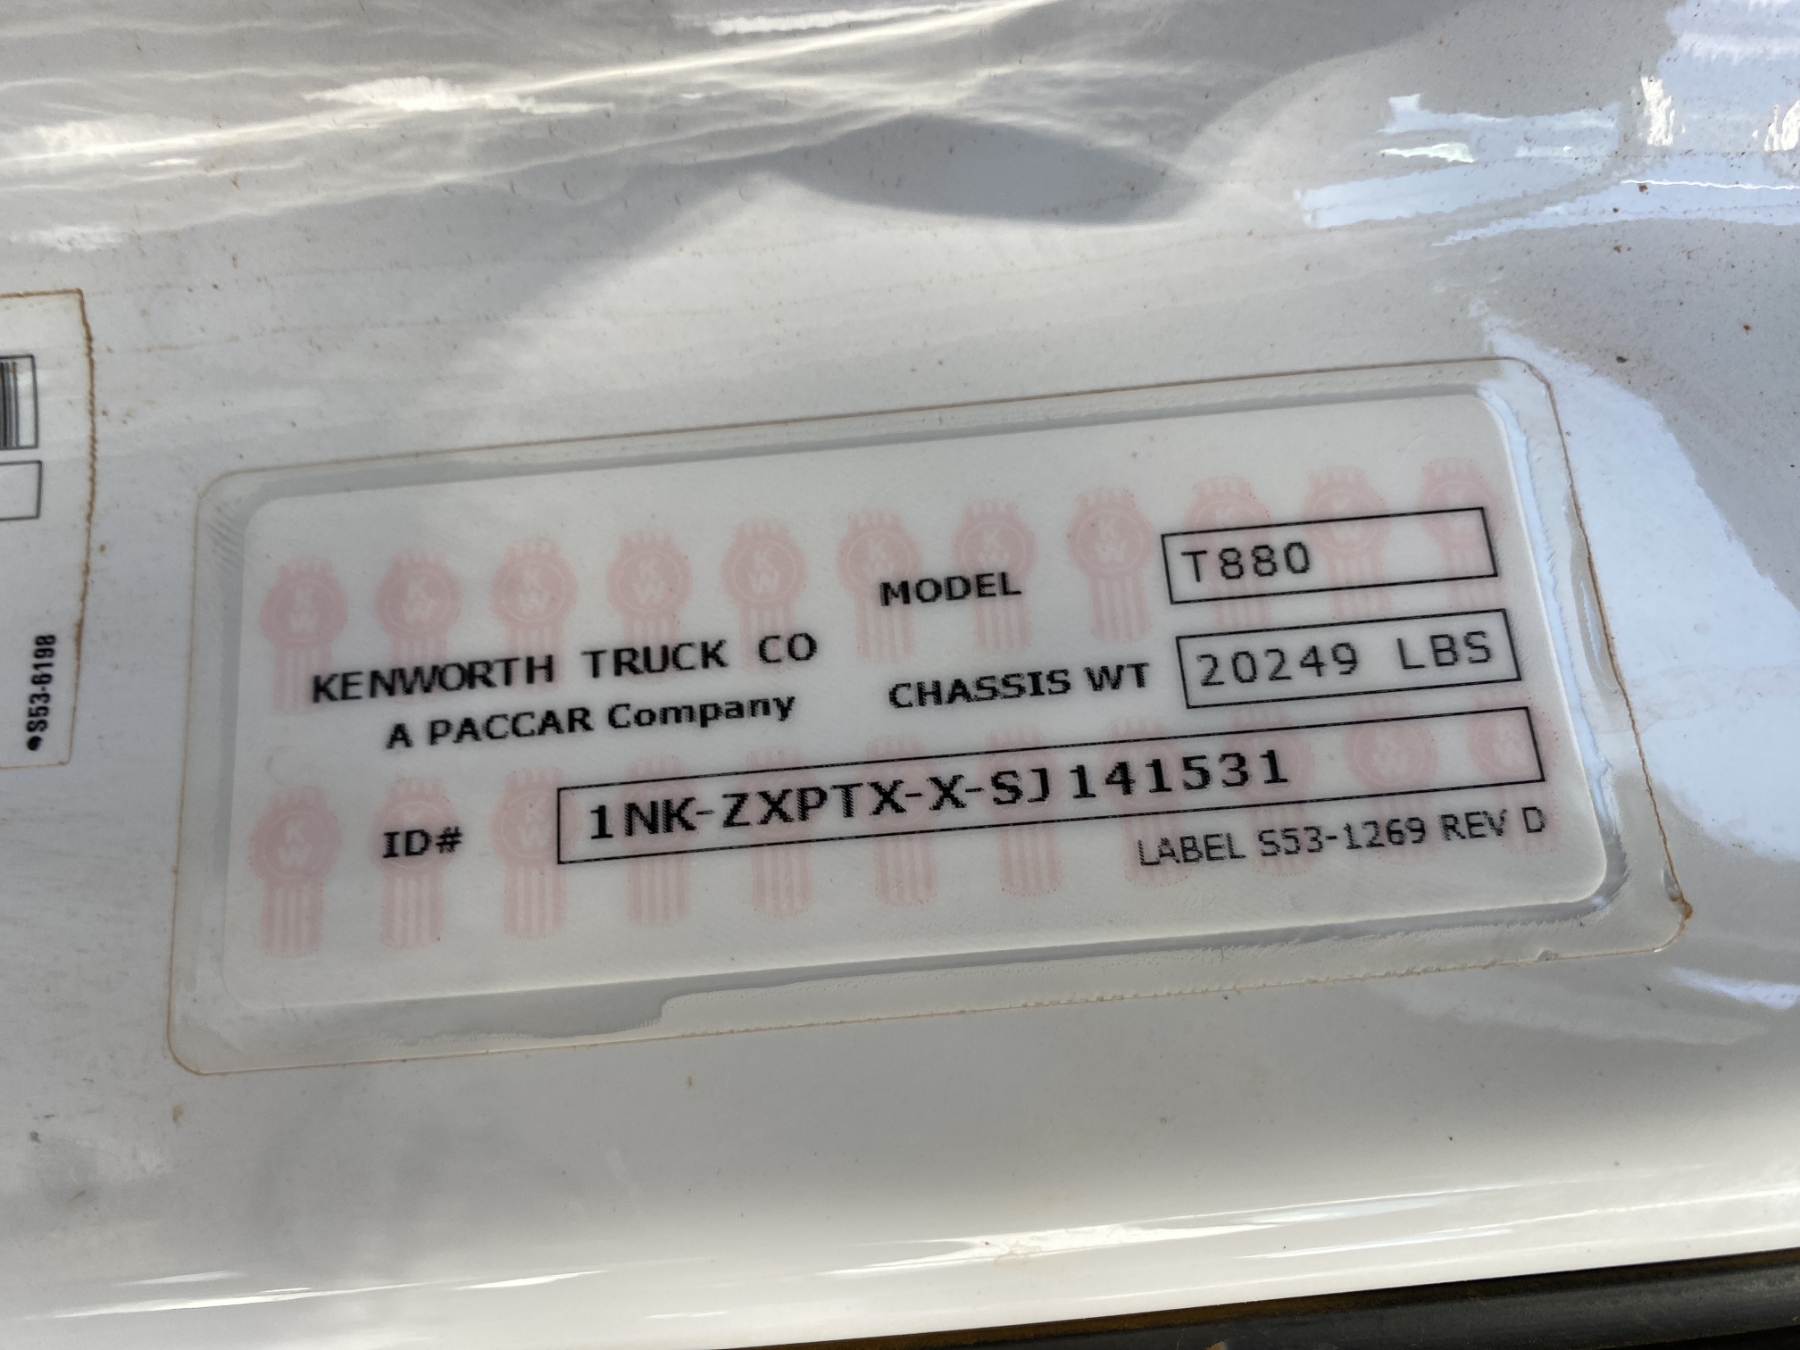 MODEL T880
KENWORTH TRUCK CO
A PACCAR Company
CHASSIS WT 20249 LBS
ID# 1NK-ZXPTX-X-SJ141531
LABEL S53-1269 REV D
●S53-6198